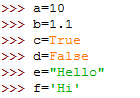 >>> a=10
>>> b=1.1
>>> c=True
>>> d=False
>>> e="Hello"
>>> f='Hi'